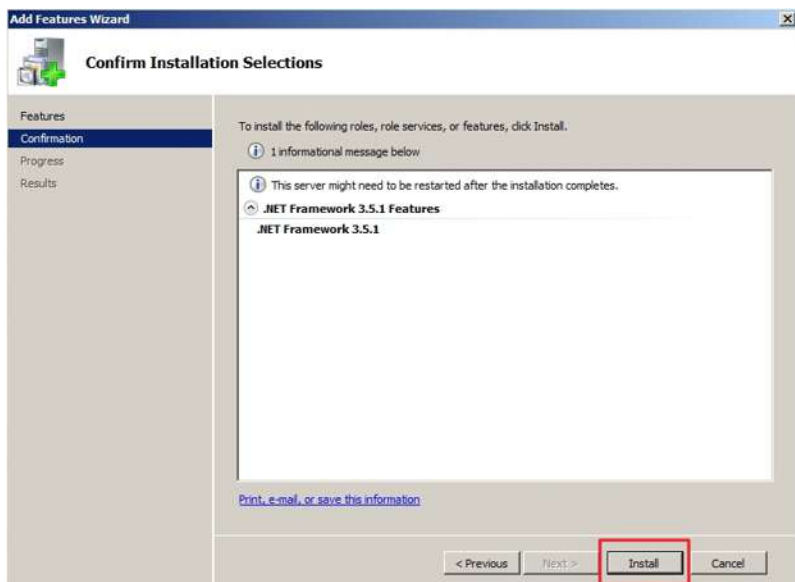 Add Features Wizard
Confirm Installation Selections
Features
Confirmation
Progress
Results
To install the following roles, role services, or features, click Install.
1 informational message below
This server might need to be restarted after the installation completes.
.NET Framework 3.5.1 Features
.NET Framework 3.5.1
Print, e-mail, or save this information
< Previous
Next >
Install
Cancel